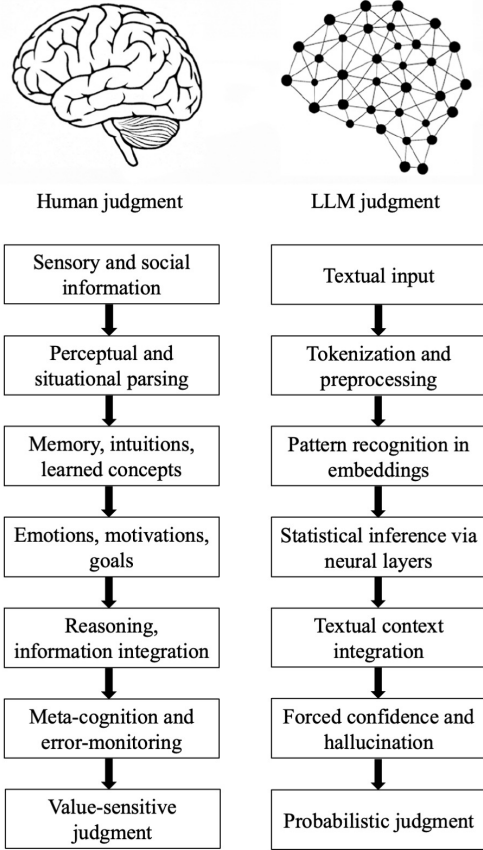 Human judgment
Sensory and social
information
Perceptual and
situational parsing
Memory, intuitions,
learned concepts
Emotions, motivations,
goals
Reasoning,
information integration
Meta-cognition and
error-monitoring
Value-sensitive
judgment
LLM judgment
Textual input
Tokenization and
preprocessing
Pattern recognition in
embeddings
Statistical inference via
neural layers
Textual context
integration
Forced confidence and
hallucination
Probabilistic judgment